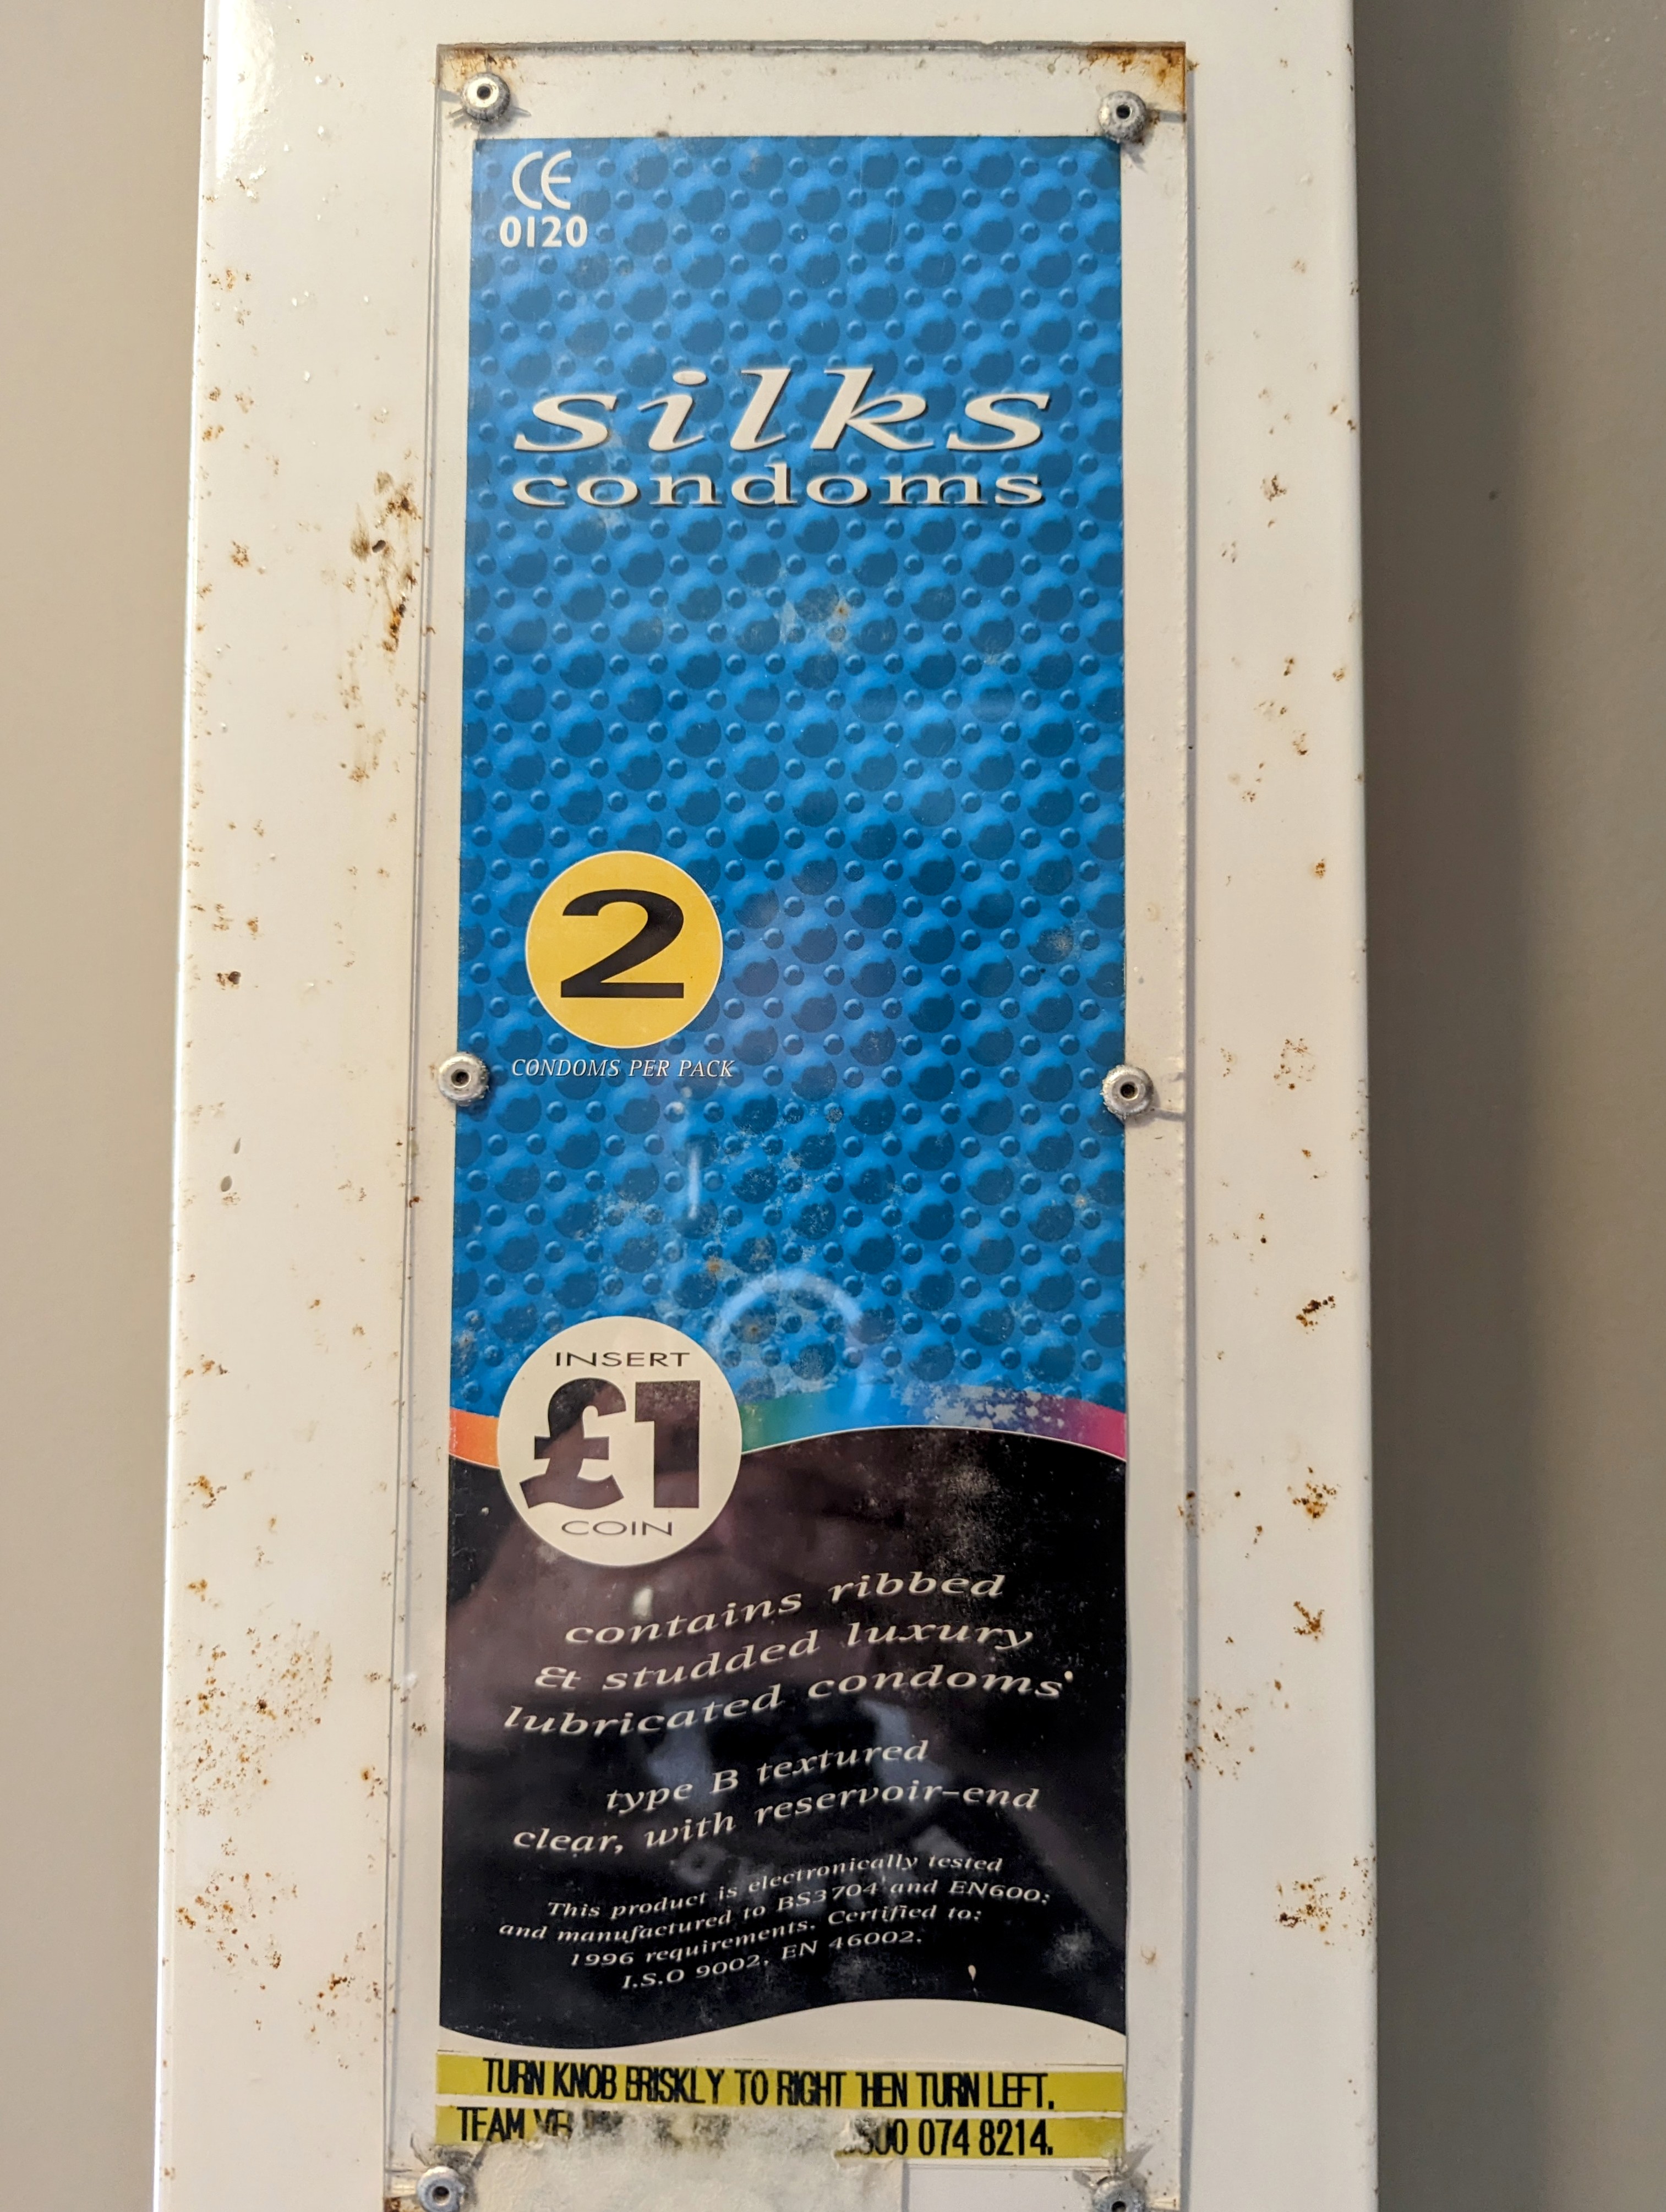 CE
0120
silks
condoms
2
CONDOMS PER PACK
INSERT
£1
COIN
contains ribbed
& studded luxury
lubricated condoms
type B textured
clear, with reservoir-end
This product is electronically tested
and manufactured to BS3704 and EN600:
1996 requirements. Certified to:
I.S.O 9002. EN 46002.
TURN KNOB BRISKLY TO RIGHT THEN TURN LEFT.
TEAM 074 8214.